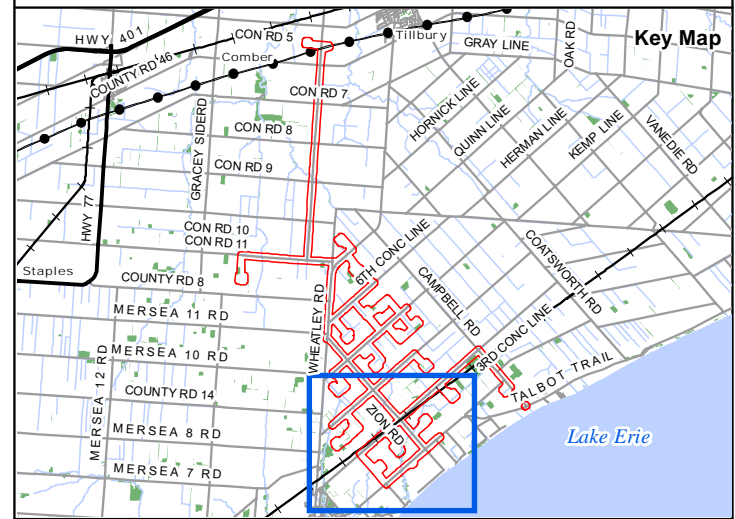 Key Map
HWY 401
CON RD 5
Tillbury
GRAY LINE
OAK RD
COUNTY RD 46
Comber
CON RD 7
HORNICK LINE
QUINN LINE
HERMAN LINE
KEMP LINE
VANEDIE RD
GRACEY SIDERD
CON RD 8
CON RD 9
HWY 77
CON RD 10
CON RD 11
6TH CONC LINE
COATSWORTH RD
Staples
COUNTY RD 8
CAMPBELL RD
MERSEA 11 RD
WHEATLEY RD
3RD CONC LINE
MERSEA 10 RD
MERSEA 12 RD
COUNTY RD 14
TALBOT TRAIL
ZION RD
MERSEA 8 RD
Lake Erie
MERSEA 7 RD